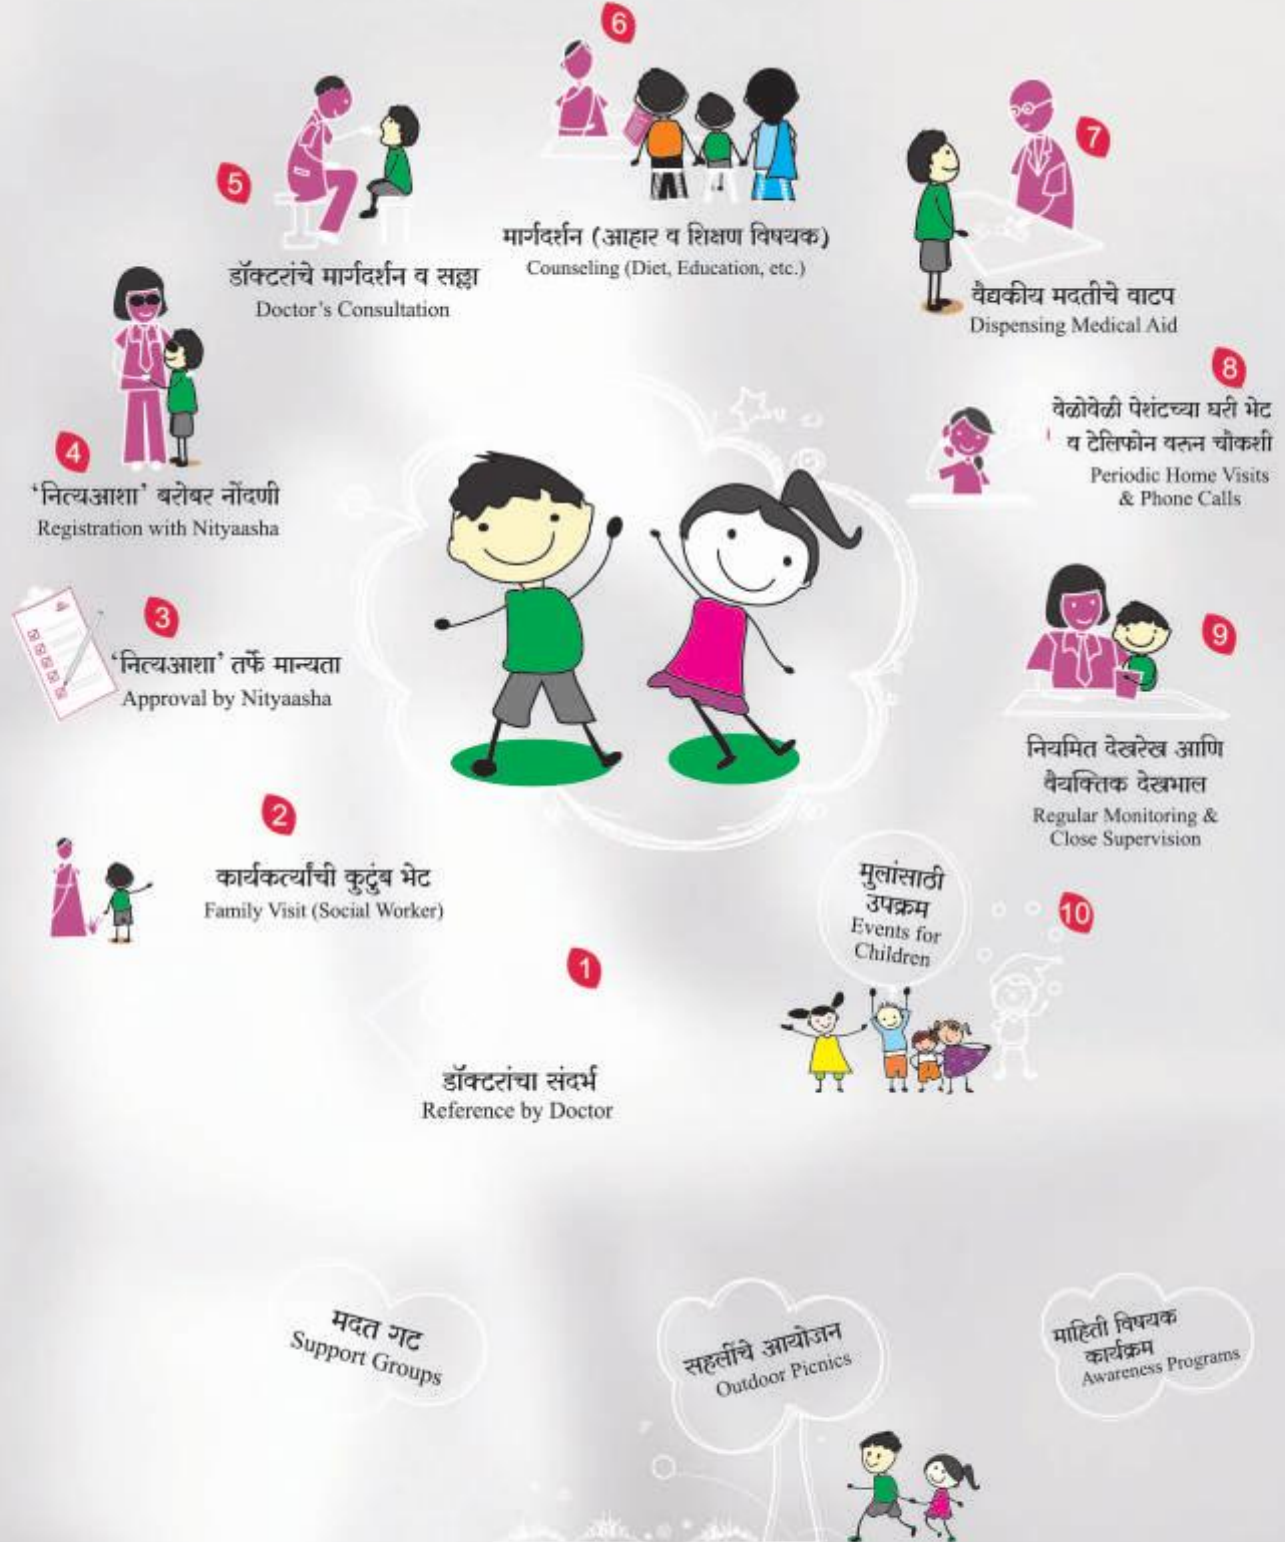 6
मार्गदर्शन (आहार व शिक्षण विषयक)
Counseling (Diet, Education, etc.)
5
डॉक्टरांचे मार्गदर्शन व सल्ला
Doctor's Consultation
7
वैद्यकीय मदतीचे वाटप
Dispensing Medical Aid
8
वेळोवेळी पेशंटच्या घरी भेट
व टेलिफोन वरुन चौकशी
Periodic Home Visits
& Phone Calls
4
'नित्यआशा' बरोबर नोंदणी
Registration with Nityaasha
3
'नित्यआशा' तर्फे मान्यता
Approval by Nityaasha
9
नियमित देखरेख आणि
वैयक्तिक देखभाल
Regular Monitoring &
Close Supervision
2
कार्यकर्त्यांची कुटुंब भेट
Family Visit (Social Worker)
10
मुलांसाठी
उपक्रम
Events for
Children
1
डॉक्टरांचा संदर्भ
Reference by Doctor
मदत गट
Support Groups
सहलींचे आयोजन
Outdoor Picnics
माहिती विषयक
कार्यक्रम
Awareness Programs